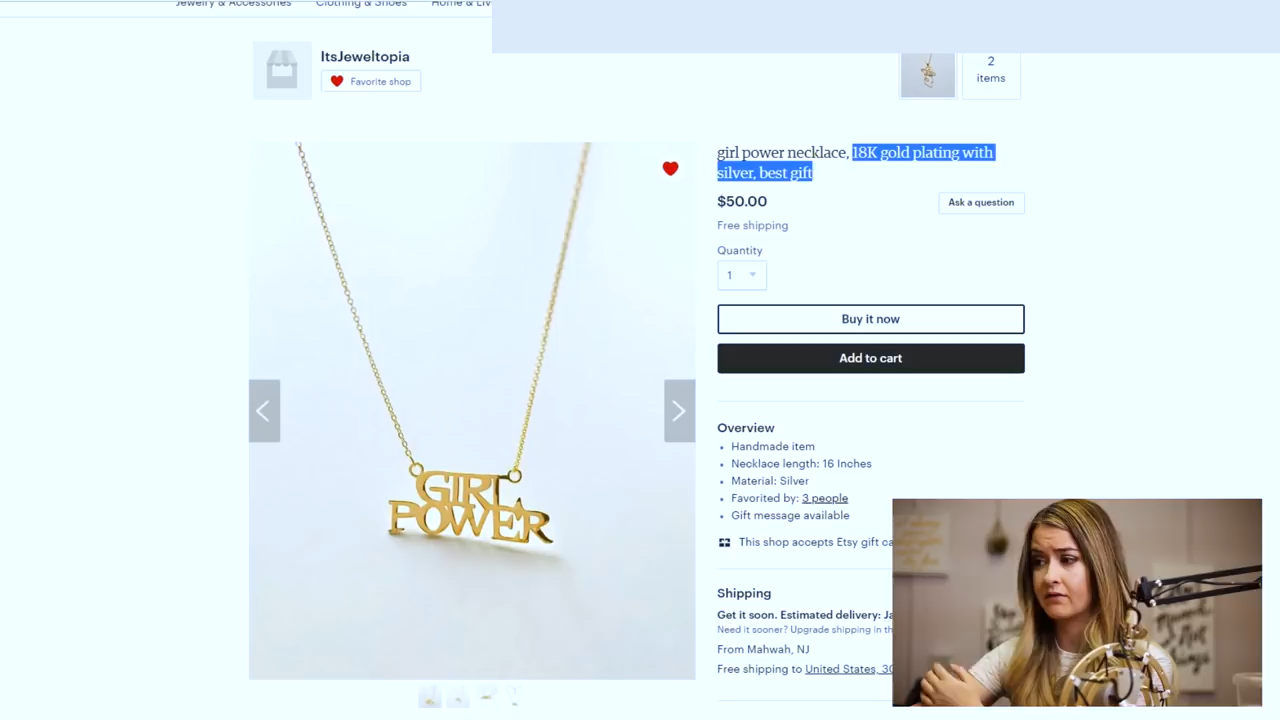 Jewelry & Accessories
Clothing & Shoes
ItsJeweltopia
Favorite shop
2
items
girl power necklace, 18K gold plating with
silver, best gift
$50.00
Ask a question
Free shipping
Quantity
1
Buy it now
Add to cart
GIRL
POWER
Overview
Handmade item
Necklace length: 16 Inches
Material: Silver
Favorited by: 3 people
Gift message available
This shop accepts Etsy gift
Shipping
Get it soon. Estimated delivery:
Need it sooner? Upgrade shipping in
From Mahwah, NJ
Free shipping to United States,